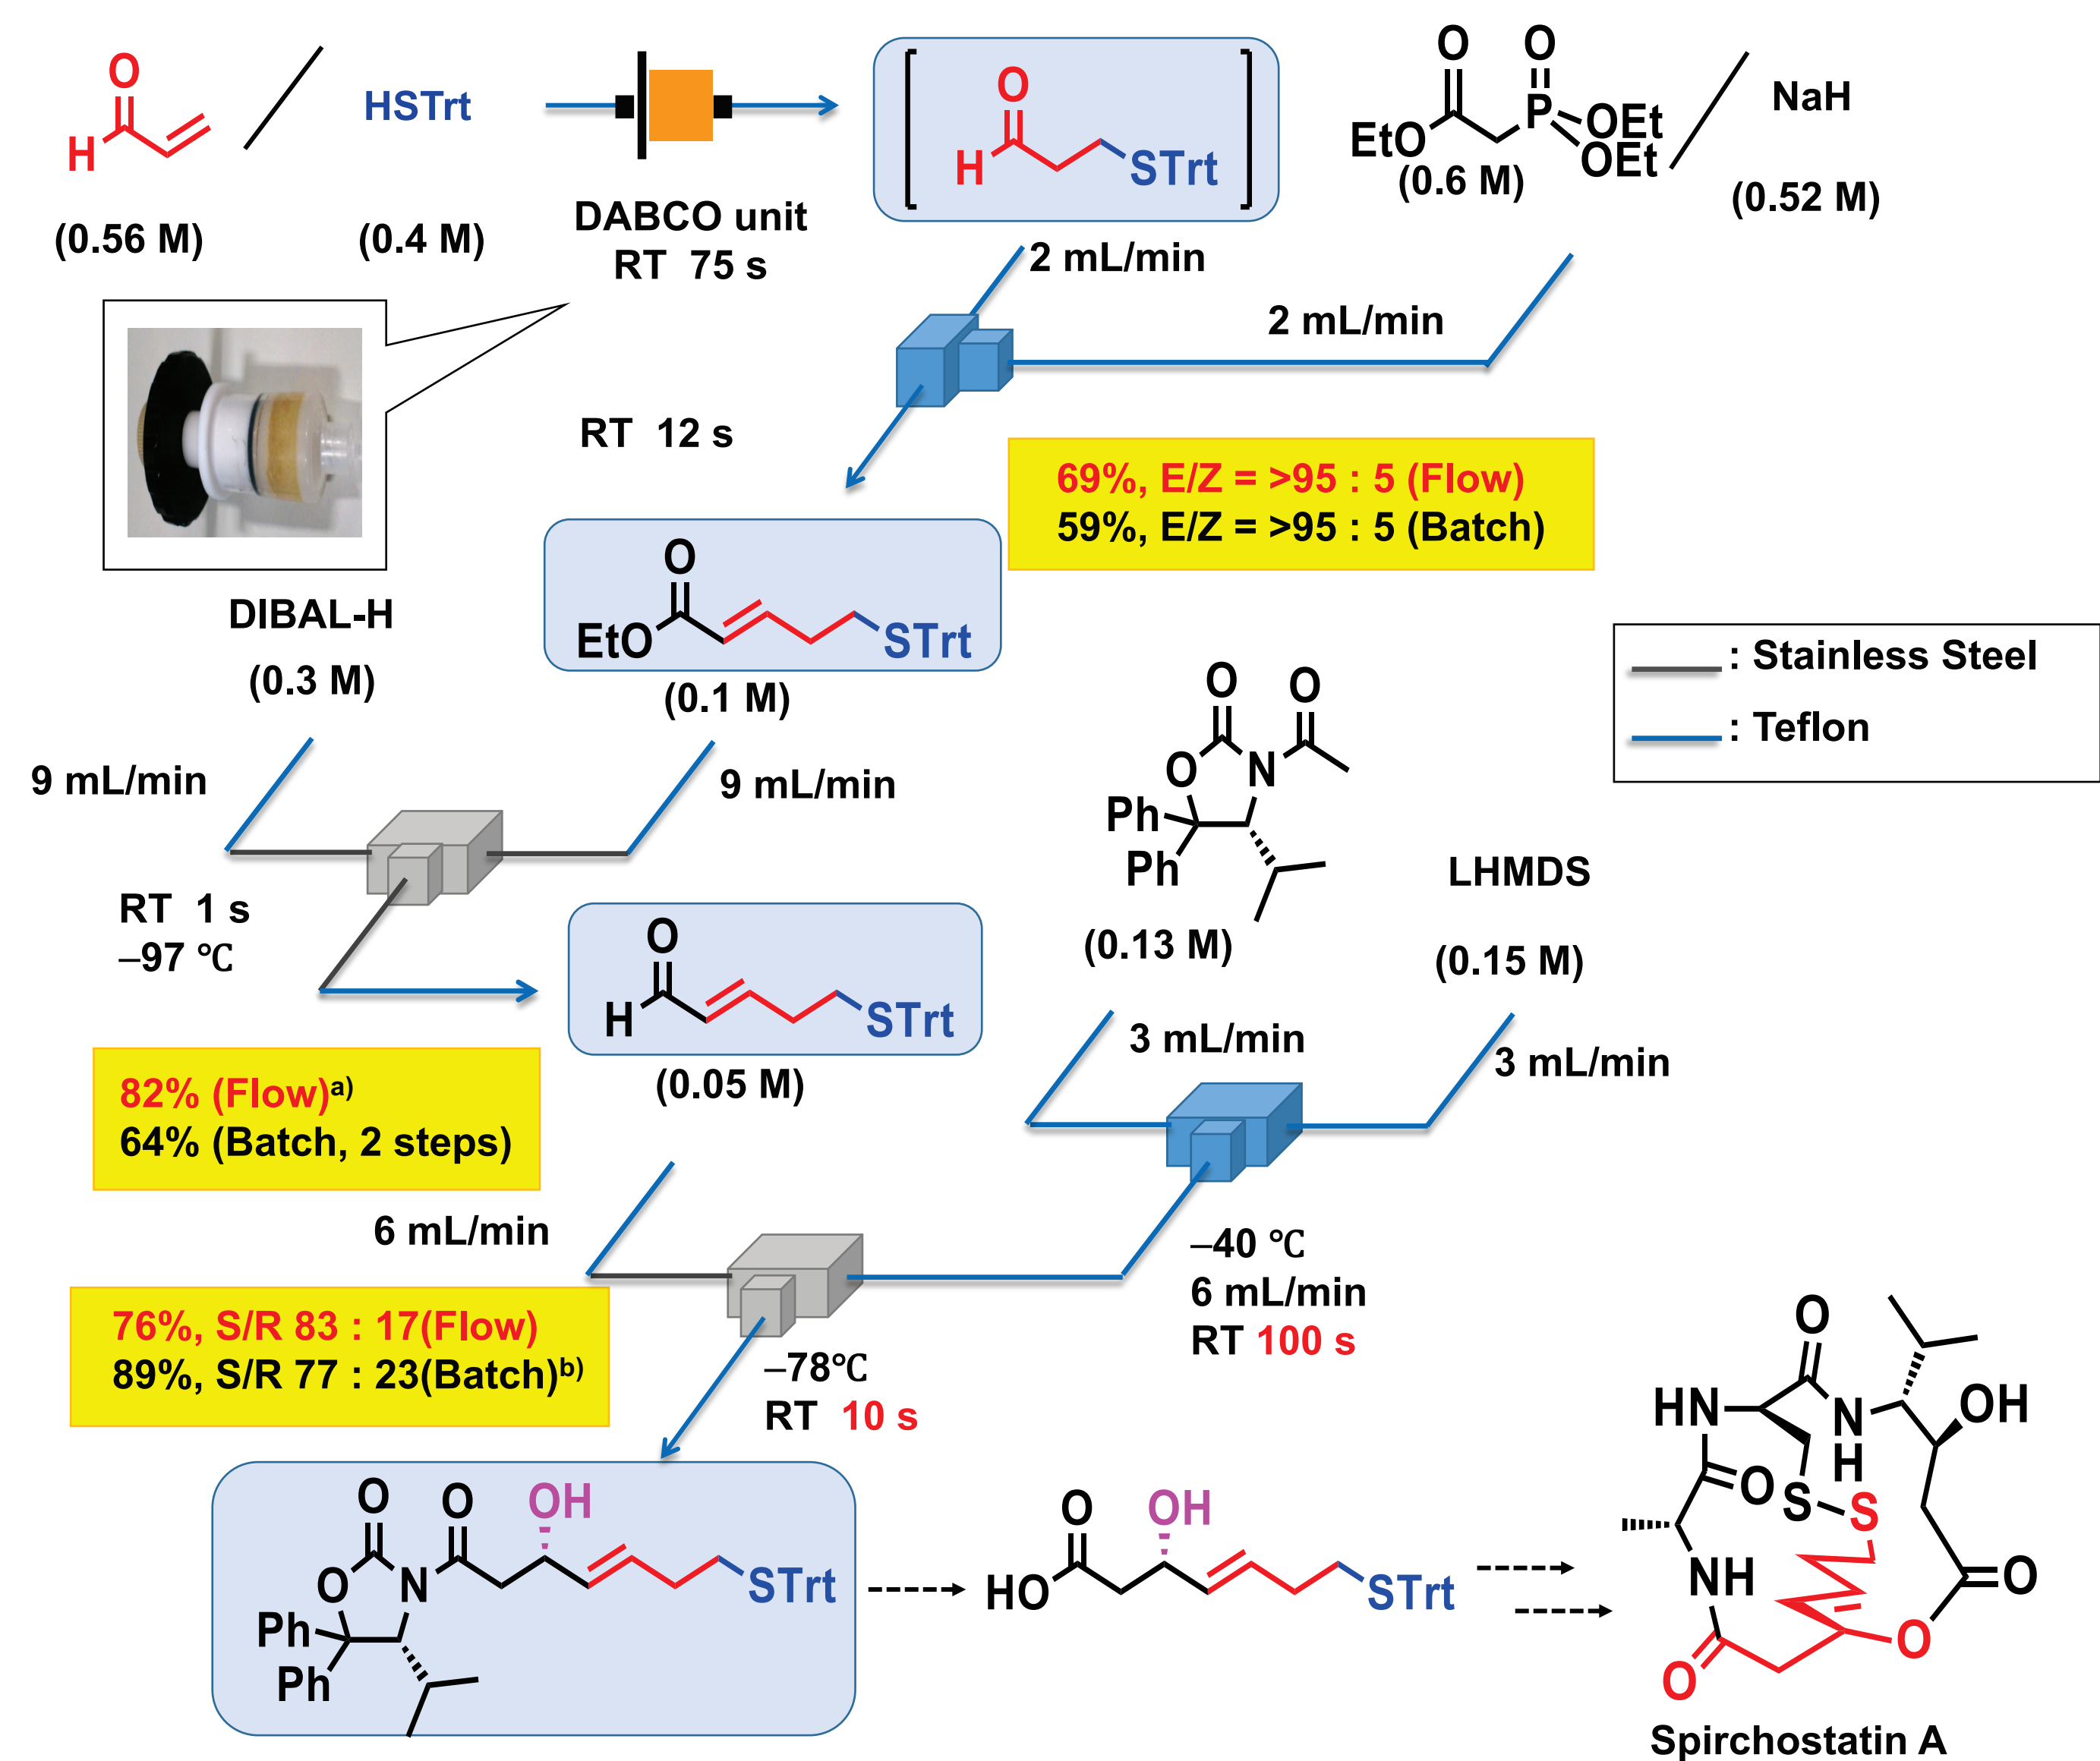 O
H
(0.56 M)
HSTrt
(0.4 M)
DABCO unit
RT 75 s
O
H
STrt
O
O
EtO
P
OEt
OEt
(0.6 M)
NaH
(0.52 M)
2 mL/min
2 mL/min
RT 12 s
69%, E/Z = >95 : 5 (Flow)
59%, E/Z = >95 : 5 (Batch)
DIBAL-H
(0.3 M)
O
EtO
STrt
(0.1 M)
: Stainless Steel
: Teflon
9 mL/min
9 mL/min
RT 1 s
–97 ℃
O
O
O
N
Ph
Ph
(0.13 M)
LHMDS
(0.15 M)
O
H
STrt
(0.05 M)
82% (Flow)a)
64% (Batch, 2 steps)
3 mL/min
3 mL/min
6 mL/min
–40 ℃
6 mL/min
RT 100 s
76%, S/R 83 : 17(Flow)
89%, S/R 77 : 23(Batch)b)
–78℃
RT 10 s
O
O
OH
O
N
STrt
Ph
Ph
O
OH
HO
STrt
O
HN
N
H
OH
O
S
S
NH
O
O
O
Spirchostatin A